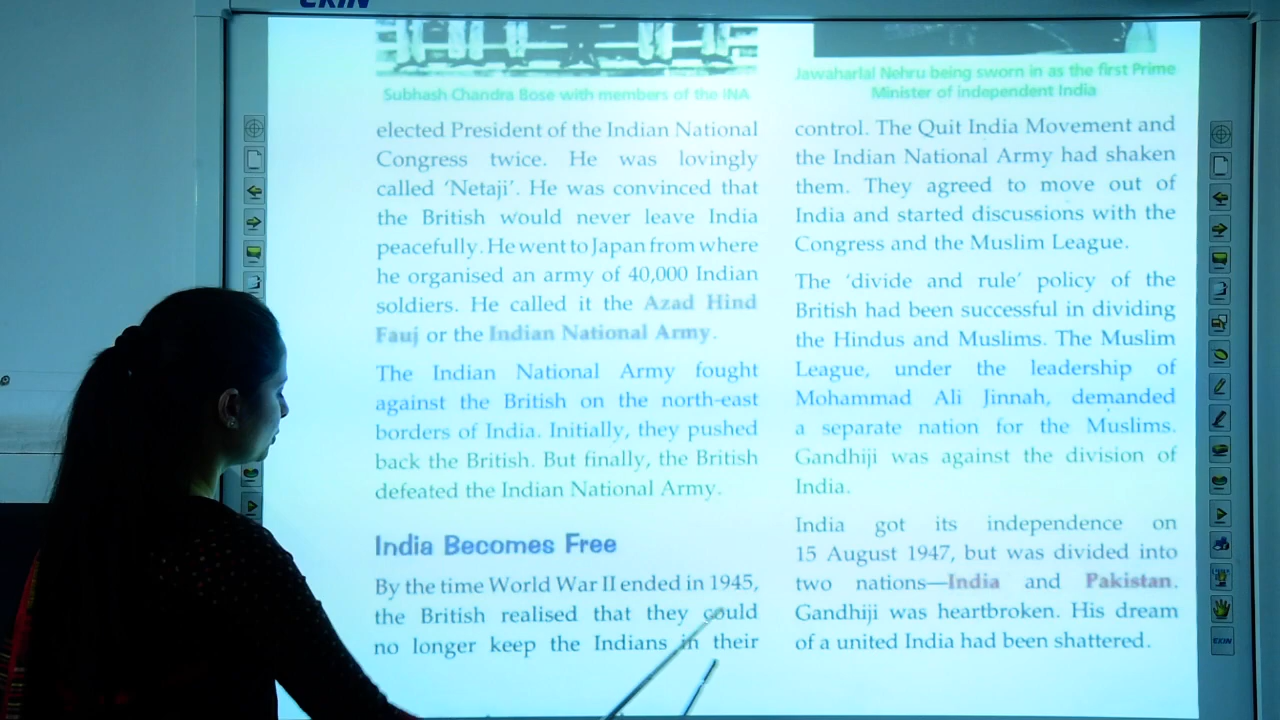 EXIN
Subhash Chandra Bose with members of the INA
elected President of the Indian National
Congress twice. He was lovingly
called ‘Netaji’. He was convinced that
the British would never leave India
peacefully. He went to Japan from where
he organised an army of 40,000 Indian
soldiers. He called it the Azad Hind
Fauj or the Indian National Army.
The Indian National Army fought
against the British on the north-east
borders of India. Initially, they pushed
back the British. But finally, the British
defeated the Indian National Army.
India Becomes Free
By the time World War II ended in 1945,
the British realised that they could
no longer keep the Indians in their
Jawaharlal Nehru being sworn in as the first Prime
Minister of independent India
control. The Quit India Movement and
the Indian National Army had shaken
them. They agreed to move out of
India and started discussions with the
Congress and the Muslim League.
The ‘divide and rule’ policy of the
British had been successful in dividing
the Hindus and Muslims. The Muslim
League, under the leadership of
Mohammad Ali Jinnah, demanded
a separate nation for the Muslims.
Gandhiji was against the division of
India.
India got its independence on
15 August 1947, but was divided into
two nations—India and Pakistan.
Gandhiji was heartbroken. His dream
of a united India had been shattered.
EXIN